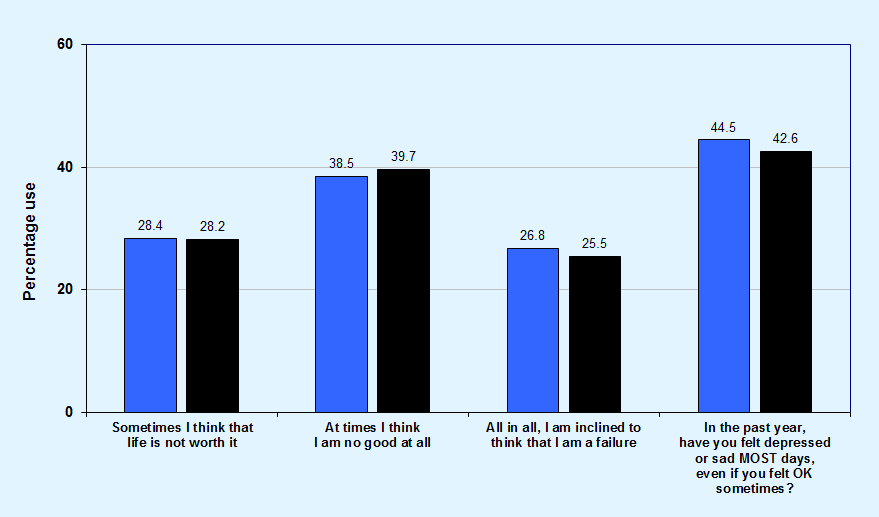 60
40
20
0
Percentage use
28.4
28.2
38.5
39.7
26.8
25.5
44.5
42.6
Sometimes I think that
life is not worth it
At times I think
I am no good at all
All in all, I am inclined to
think that I am a failure
In the past year,
have you felt depressed
or sad MOST days,
even if you felt OK
sometimes?